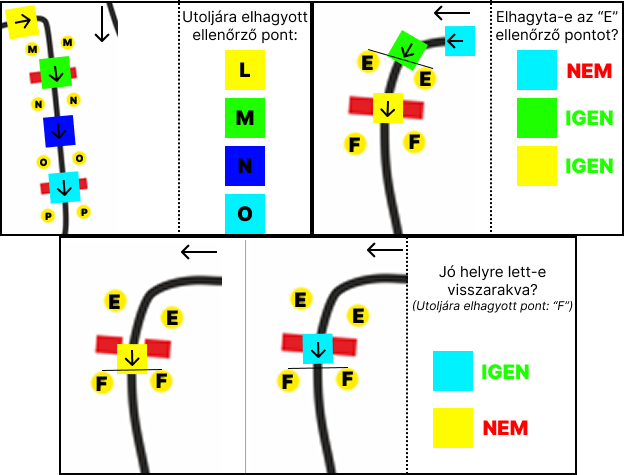 M M
N N
O O
P P
Utoljára elhagyott
ellenőrző pont:
L
M
N
O
E E
F F
Elhagyta-e az “E”
ellenőrző pontot?
NEM
IGEN
IGEN
E E
F F
E E
F F
Jó helyre lett-e
visszarakva?
(Utoljára elhagyott pont: “F”)
IGEN
NEM